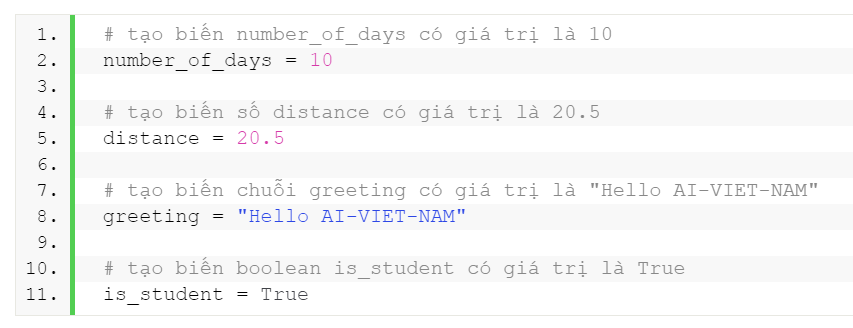 1. # tạo biến number_of_days có giá trị là 10
2. number_of_days = 10
3.
4. # tạo biến số distance có giá trị là 20.5
5. distance = 20.5
6.
7. # tạo biến chuỗi greeting có giá trị là "Hello AI-VIET-NAM"
8. greeting = "Hello AI-VIET-NAM"
9.
10. # tạo biến boolean is_student có giá trị là True
11. is_student = True